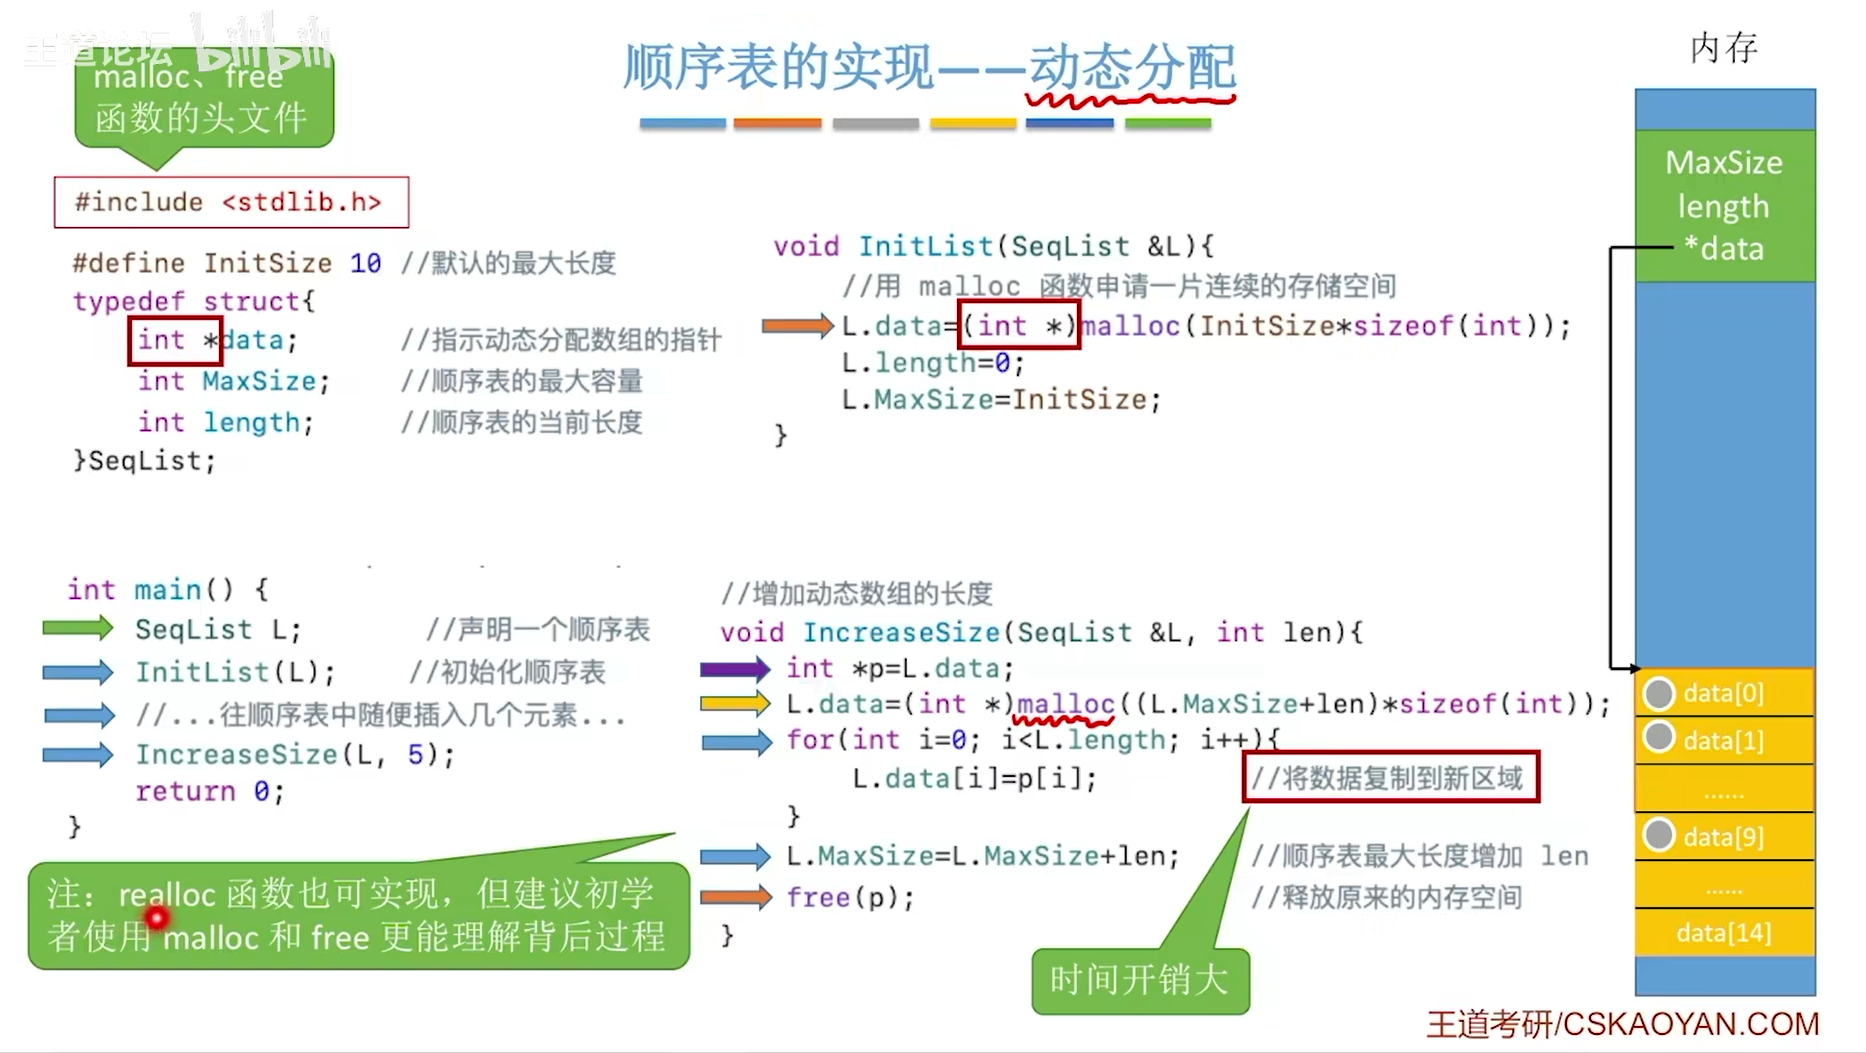 王道论坛 bilibili
顺序表的实现——动态分配
malloc、free
函数的头文件
#include <stdlib.h>
#define InitSize 10 //默认的最大长度
typedef struct{
int *data; //指示动态分配数组的指针
int MaxSize; //顺序表的最大容量
int length; //顺序表的当前长度
}SeqList;
void InitList(SeqList &L){
//用 malloc 函数申请一片连续的存储空间
L.data=(int *)malloc(InitSize*sizeof(int));
L.length=0;
L.MaxSize=InitSize;
}
int main() {
SeqList L; //声明一个顺序表
InitList(L); //初始化顺序表
//...往顺序表中随便插入几个元素...
IncreaseSize(L, 5);
return 0;
}
注：realloc 函数也可实现，但建议初学
者使用 malloc 和 free 更能理解背后过程
//增加动态数组的长度
void IncreaseSize(SeqList &L, int len){
int *p=L.data;
L.data=(int *)malloc((L.MaxSize+len)*sizeof(int));
for(int i=0; i<L.length; i++){
L.data[i]=p[i]; //将数据复制到新区域
}
L.MaxSize=L.MaxSize+len; //顺序表最大长度增加 len
free(p); //释放原来的内存空间
}
时间开销大
内存
MaxSize
length
*data
data[0]
data[1]
......
data[9]
......
data[14]
王道考研/CSKAOYAN.COM